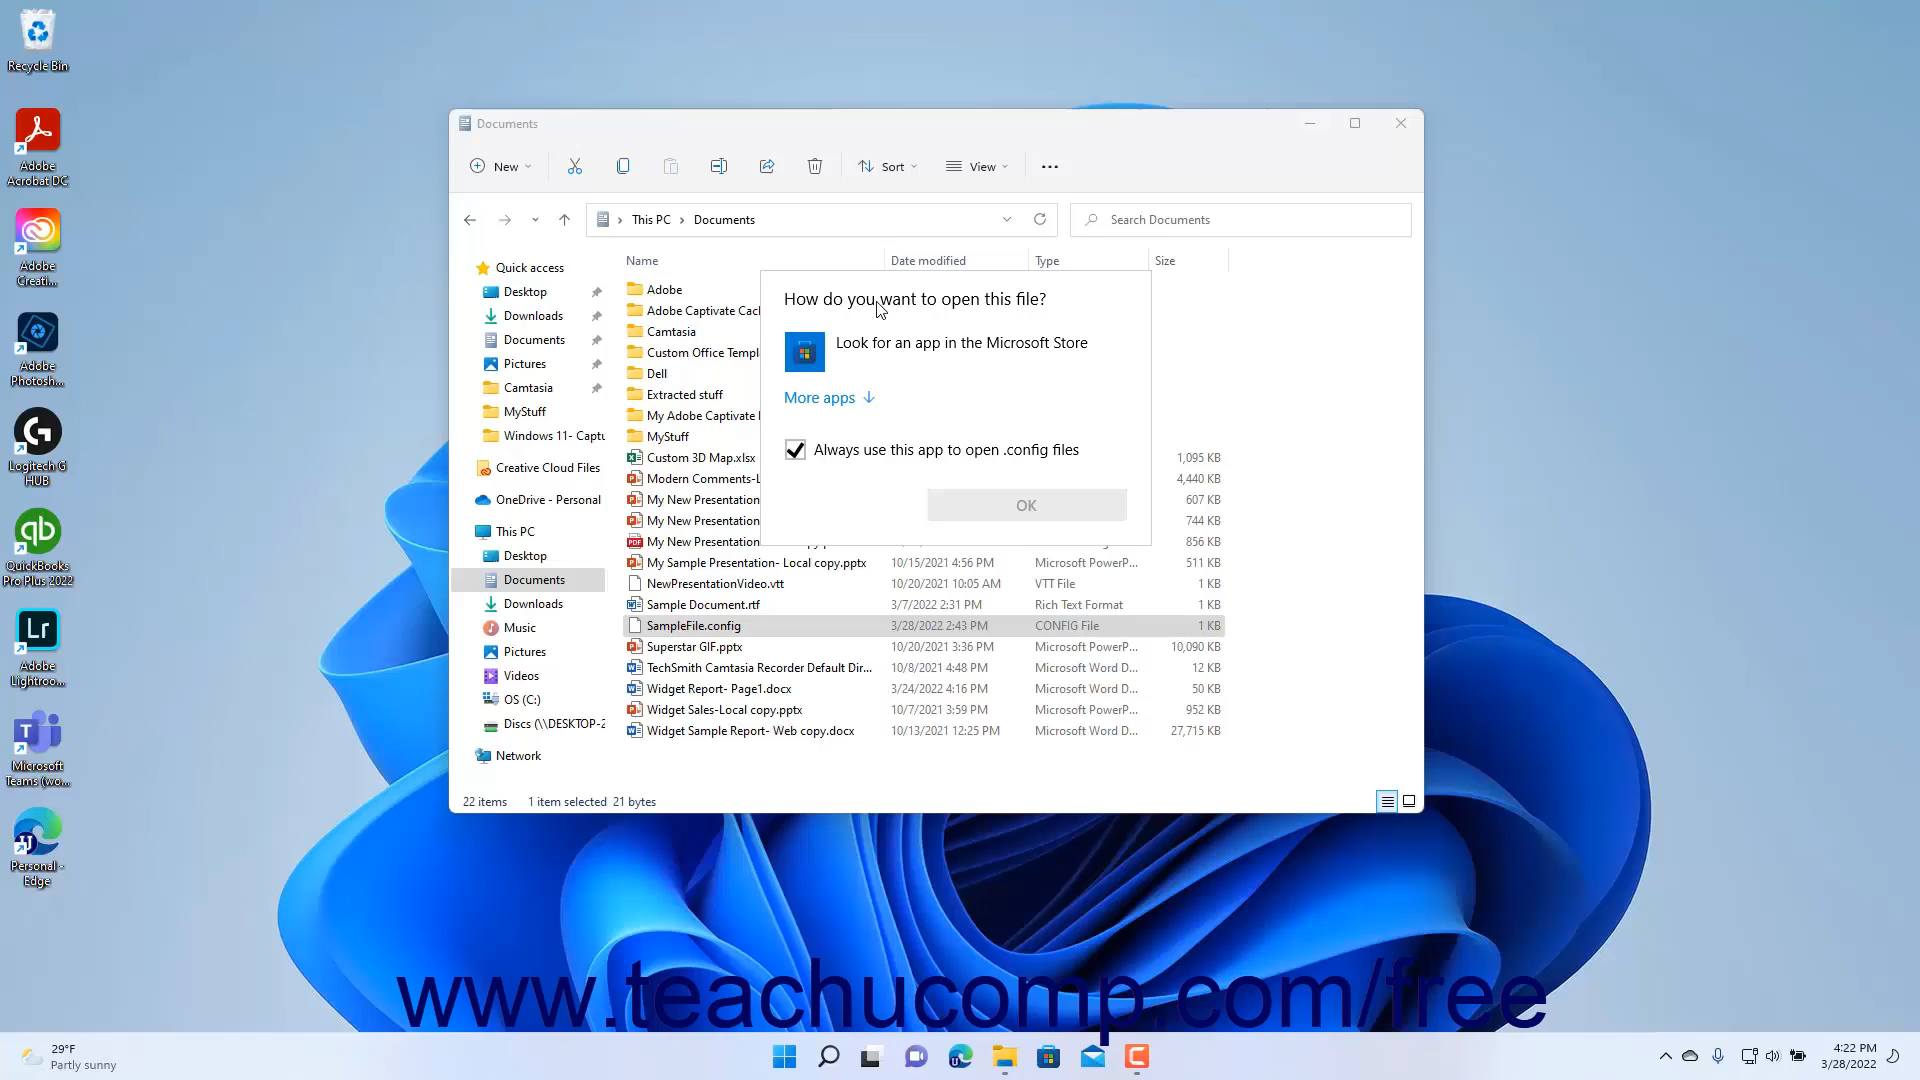 Recycle Bin
Adobe
Acrobat DC
Adobe
Creati...
Adobe
Photosh...
Logitech G
HUB
QuickBooks
Pro Plus 2022
Adobe
Lightroo...
Microsoft
Teams (wo...
Personal -
Edge
Documents
New
Sort
View
This PC
Documents
Search Documents
Name
Date modified
Type
Size
Quick access
Desktop
Downloads
Documents
Pictures
Camtasia
MyStuff
Windows 11- Captu
Creative Cloud Files
OneDrive - Personal
This PC
Desktop
Documents
Downloads
Music
Pictures
Videos
OS (C:)
Discs (\\DESKTOP-2
Network
Adobe
Adobe Captivate Cac
Camtasia
Custom Office Templ
Dell
Extracted stuff
My Adobe Captivate
MyStuff
Custom 3D Map.xlsx 1,095 KB
Modern Comments-L 4,440 KB
My New Presentation 607 KB
My New Presentation 744 KB
My New Presentation 856 KB
My Sample Presentation- Local copy.pptx 10/15/2021 4:56 PM Microsoft PowerP... 511 KB
NewPresentationVideo.vtt 10/20/2021 10:05 AM VTT File 1 KB
Sample Document.rtf 3/7/2022 2:31 PM Rich Text Format 1 KB
SampleFile.config 3/28/2022 2:43 PM CONFIG File 1 KB
Superstar GIF.pptx 10/20/2021 3:36 PM Microsoft PowerP... 10,090 KB
TechSmith Camtasia Recorder Default Dir... 10/8/2021 4:48 PM Microsoft Word D... 12 KB
Widget Report- Page1.docx 3/24/2022 4:16 PM Microsoft Word D... 50 KB
Widget Sales-Local copy.pptx 10/7/2021 3:59 PM Microsoft PowerP... 952 KB
Widget Sample Report- Web copy.docx 10/13/2021 12:25 PM Microsoft Word D... 27,715 KB
How do you want to open this file?
Look for an app in the Microsoft Store
More apps
Always use this app to open .config files
OK
22 items 1 item selected 21 bytes
www.teachucomp.com/free
29°F
Partly sunny
4:22 PM
3/28/2022